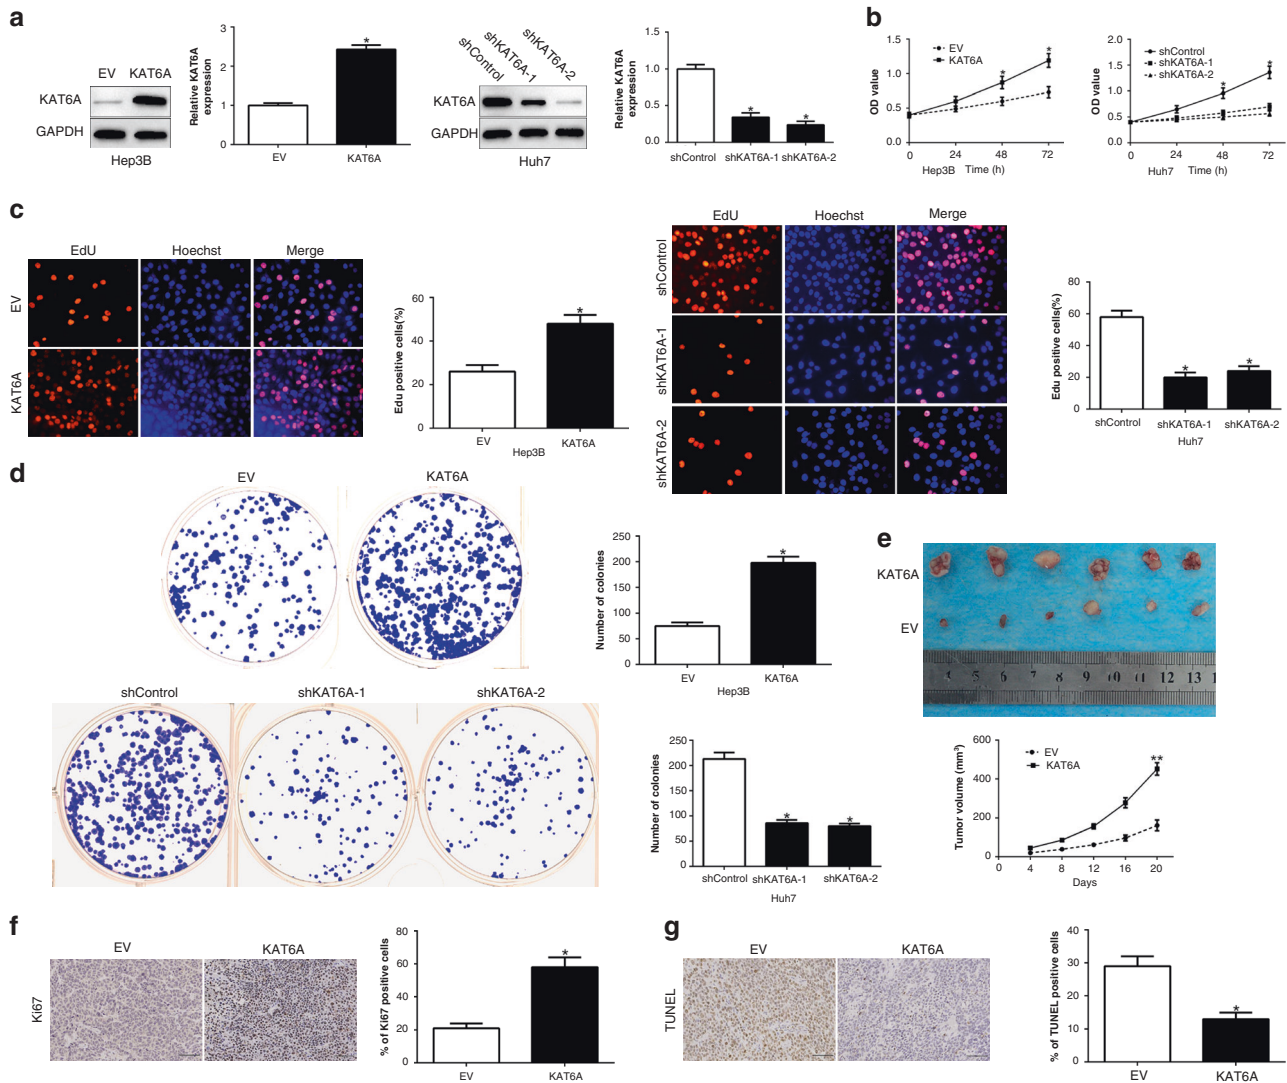 a
EV KAT6A
KAT6A
GAPDH
Hep3B
Relative KAT6A
expression
3
2
1
0
*
EV KAT6A
shControl
shKAT6A-1
shKAT6A-2
KAT6A
GAPDH
Huh7
Relative KAT6A
expression
1.5
1.0
0.5
0.0
* *
shControl shKAT6A-1 shKAT6A-2
b
OD value
1.5
1.0
0.5
0.0
EV
KAT6A
* *
0 24 48 72
Hep3B Time (h)
OD value
2.0
1.5
1.0
0.5
0.0
shControl
shKAT6A-1
shKAT6A-2
* *
0 24 48 72
Huh7 Time (h)
c
EdU Hoechst Merge
EV
KAT6A
Edu positive cells(%)
60
40
20
0
*
EV KAT6A
Hep3B
EdU Hoechst Merge
shControl
shKAT6A-1
shKAT6A-2
Edu positive cells(%)
80
60
40
20
0
* *
shControl shKAT6A-1 shKAT6A-2
Huh7
d
EV KAT6A
Number of colonies
250
200
150
100
50
0
*
EV KAT6A
Hep3B
shControl shKAT6A-1 shKAT6A-2
Number of colonies
250
200
150
100
50
0
* *
shControl shKAT6A-1 shKAT6A-2
Huh7
e
KAT6A
EV
5 6 7 8 9 10 11 12 13
Tumor volume (mm³)
600
400
200
0
EV
KAT6A
**
0 4 8 12 16 20
Days
f
EV KAT6A
Ki67
% of Ki67 positive cells
80
60
40
20
0
*
EV KAT6A
g
EV KAT6A
TUNEL
% of TUNEL positive cells
40
30
20
10
0
*
EV KAT6A